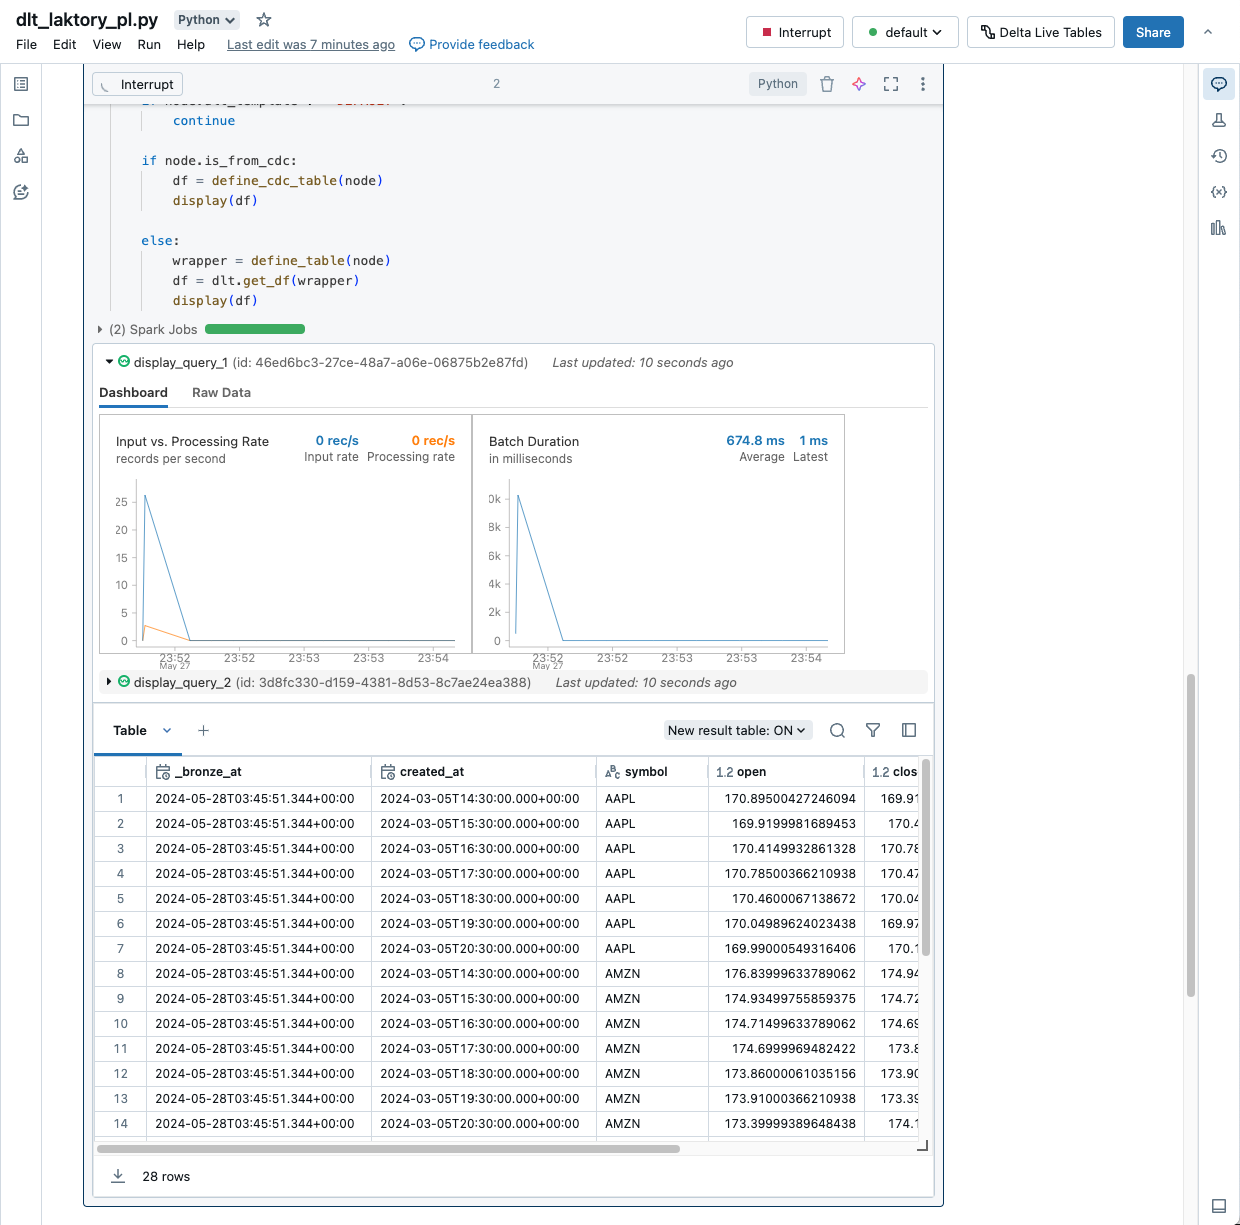 dlt_laktory_pl.py Python
File Edit View Run Help Last edit was 7 minutes ago Provide feedback
Interrupt default Delta Live Tables Share
Interrupt 2 Python
continue
if node.is_from_cdc:
df = define_cdc_table(node)
display(df)
else:
wrapper = define_table(node)
df = dlt.get_df(wrapper)
display(df)
(2) Spark Jobs
display_query_1 (id: 46ed6bc3-27ce-48a7-a06e-06875b2e87fd) Last updated: 10 seconds ago
Dashboard Raw Data
Input vs. Processing Rate
records per second
0 rec/s 0 rec/s
Input rate Processing rate
25
20
15
10
5
0
23:52 23:52 23:53 23:53 23:54
May 27
Batch Duration
in milliseconds
674.8 ms 1 ms
Average Latest
0k
8k
6k
4k
2k
0
23:52 23:52 23:53 23:53 23:54
May 27
display_query_2 (id: 3d8fc330-d159-4381-8d53-8c7ae24ea388) Last updated: 10 seconds ago
Table + New result table: ON
_bronze_at created_at ABC symbol 1.2 open 1.2 clos
1 2024-05-28T03:45:51.344+00:00 2024-03-05T14:30:00.000+00:00 AAPL 170.89500427246094 169.91
2 2024-05-28T03:45:51.344+00:00 2024-03-05T15:30:00.000+00:00 AAPL 169.9199981689453 170.4
3 2024-05-28T03:45:51.344+00:00 2024-03-05T16:30:00.000+00:00 AAPL 170.4149932861328 170.78
4 2024-05-28T03:45:51.344+00:00 2024-03-05T17:30:00.000+00:00 AAPL 170.78500366210938 170.47
5 2024-05-28T03:45:51.344+00:00 2024-03-05T18:30:00.000+00:00 AAPL 170.4600067138672 170.04
6 2024-05-28T03:45:51.344+00:00 2024-03-05T19:30:00.000+00:00 AAPL 170.04989624023438 169.97
7 2024-05-28T03:45:51.344+00:00 2024-03-05T20:30:00.000+00:00 AAPL 169.99000549316406 170.1
8 2024-05-28T03:45:51.344+00:00 2024-03-05T14:30:00.000+00:00 AMZN 176.83999633789062 174.94
9 2024-05-28T03:45:51.344+00:00 2024-03-05T15:30:00.000+00:00 AMZN 174.93499755859375 174.72
10 2024-05-28T03:45:51.344+00:00 2024-03-05T16:30:00.000+00:00 AMZN 174.71499633789062 174.69
11 2024-05-28T03:45:51.344+00:00 2024-03-05T17:30:00.000+00:00 AMZN 174.6999969482422 173.8
12 2024-05-28T03:45:51.344+00:00 2024-03-05T18:30:00.000+00:00 AMZN 173.86000061035156 173.90
13 2024-05-28T03:45:51.344+00:00 2024-03-05T19:30:00.000+00:00 AMZN 173.91000366210938 173.39
14 2024-05-28T03:45:51.344+00:00 2024-03-05T20:30:00.000+00:00 AMZN 173.39999389648438 174.1
28 rows